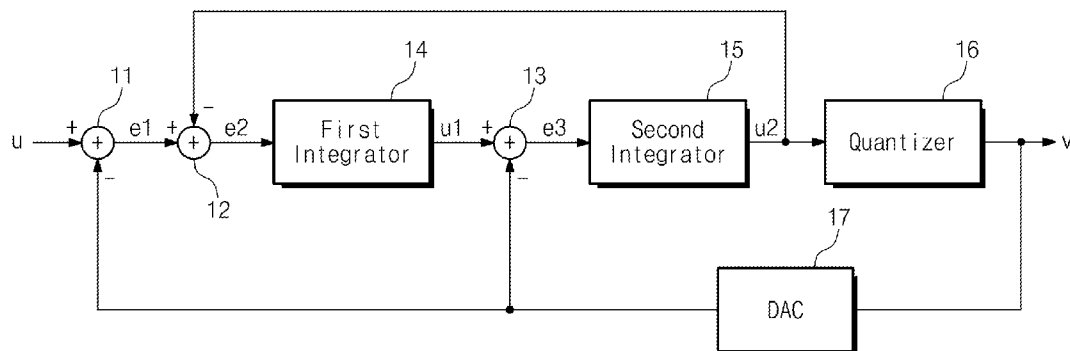 14
15
11
13
16
−
+
+
+
u
+
e1
+
e2
First
Integrator
u1
+
e3
Second
Integrator
u2
Quantizer
v
−
12
−
17
DAC